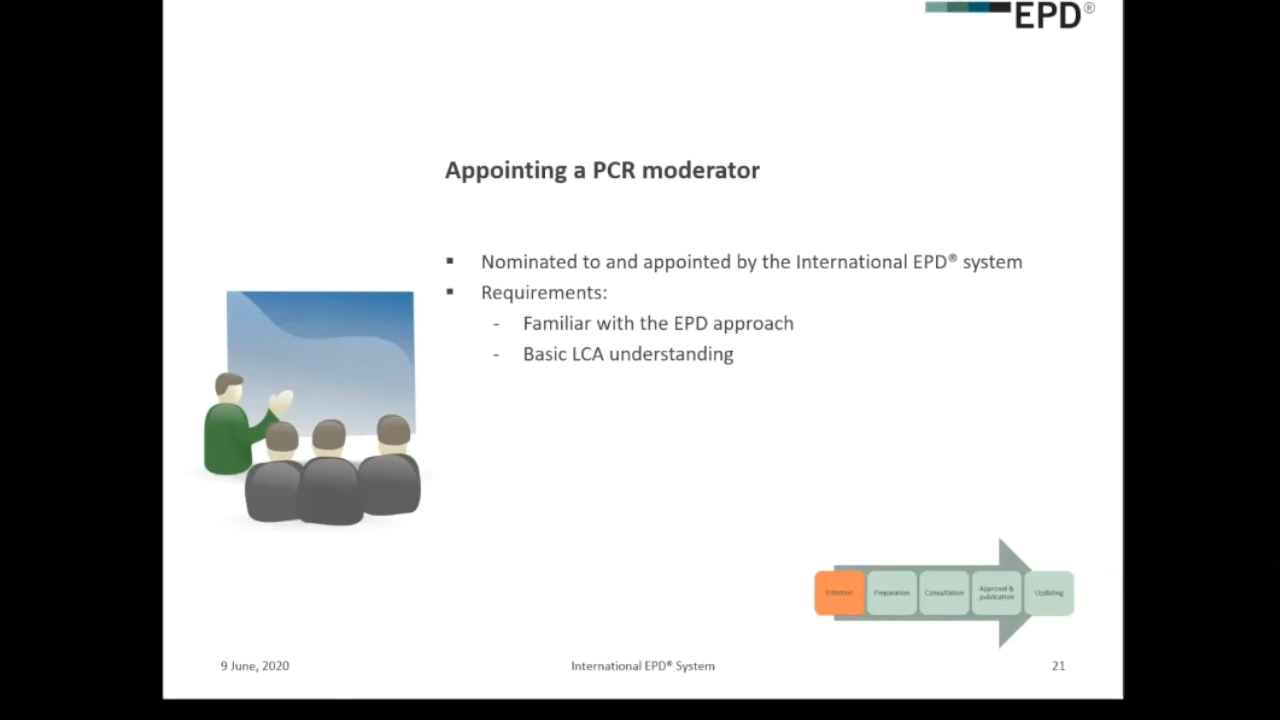 EPD®
Appointing a PCR moderator
▪ Nominated to and appointed by the International EPD® system
▪ Requirements:
- Familiar with the EPD approach
- Basic LCA understanding
Initiation
Preparation
Consultation
Approval &
publication
Updating
9 June, 2020
International EPD® System
21